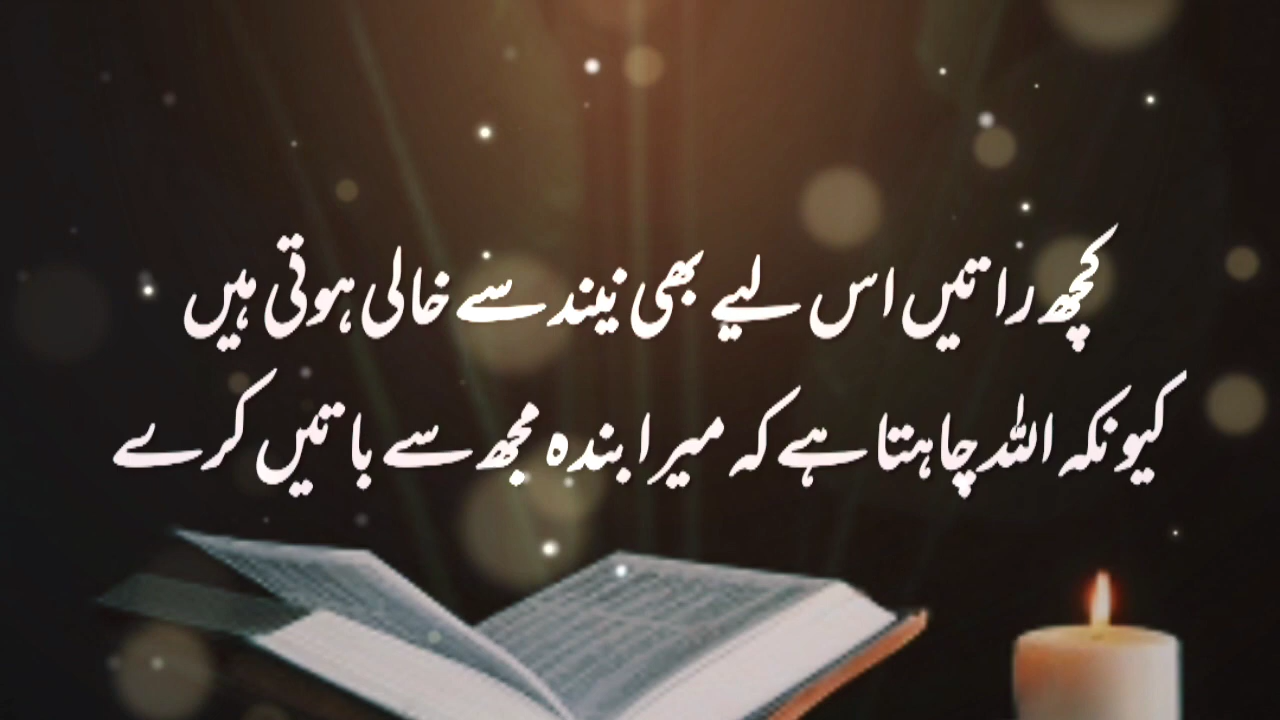 کچھ راتیں اس لیے بھی نیند سے خالی ہوتی ہیں
کیونکہ اللہ چاہتا ہے کہ میرا بندہ مجھ سے باتیں کرے